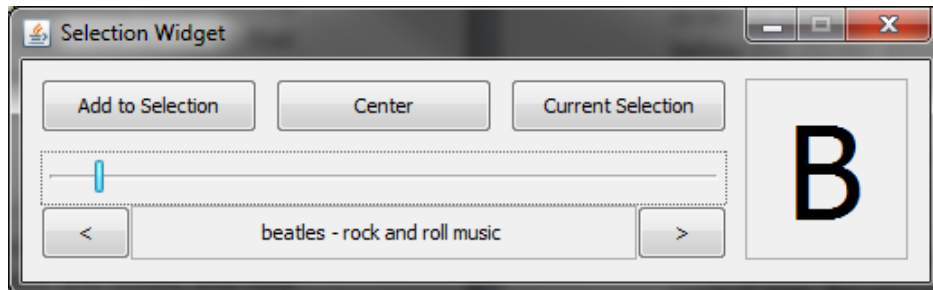 Selection Widget
Add to Selection Center Current Selection
B
< beatles - rock and roll music >